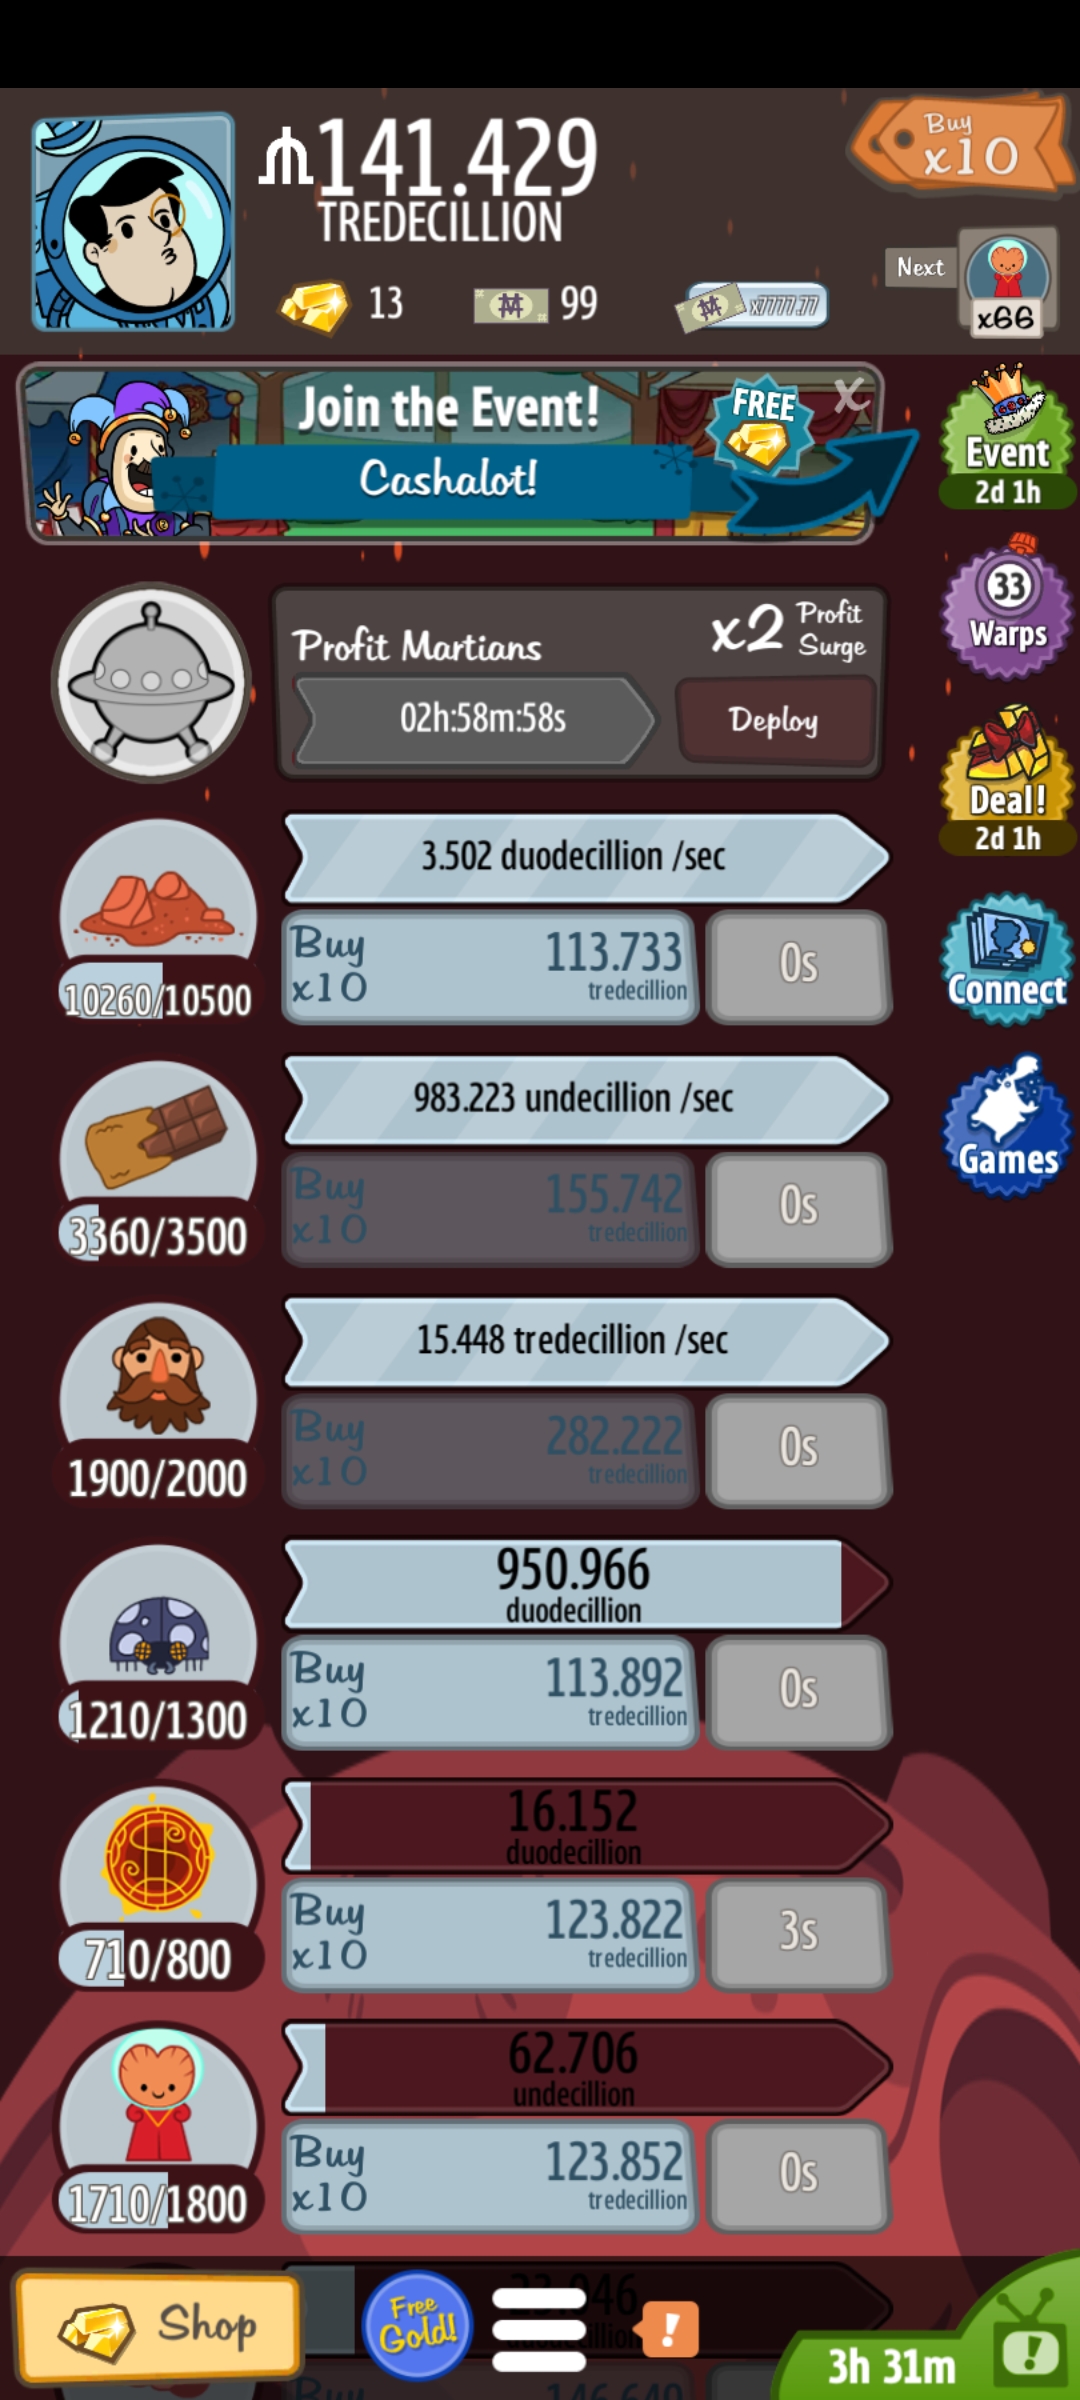 141.429
TREDECILLION
Buy
x10
13
99
x7777.77
Next
x66
Join the Event!
FREE
X
Cashalot!
Event
2d 1h
33
Warps
Profit Martians
x2 Profit
Surge
02h:58m:58s
Deploy
Deal!
2d 1h
3.502 duodecillion /sec
Buy
x10
113.733
tredecillion
0s
10260/10500
Connect
983.223 undecillion /sec
Buy
x10
155.742
tredecillion
0s
3360/3500
Games
15.448 tredecillion /sec
Buy
x10
282.222
tredecillion
0s
1900/2000
950.966
duodecillion
Buy
x10
113.892
tredecillion
0s
1210/1300
16.152
duodecillion
Buy
x10
123.822
tredecillion
3s
710/800
62.706
undecillion
Buy
x10
123.852
tredecillion
0s
1710/1800
Shop
Free
Gold!
!
3h 31m
!
Buy